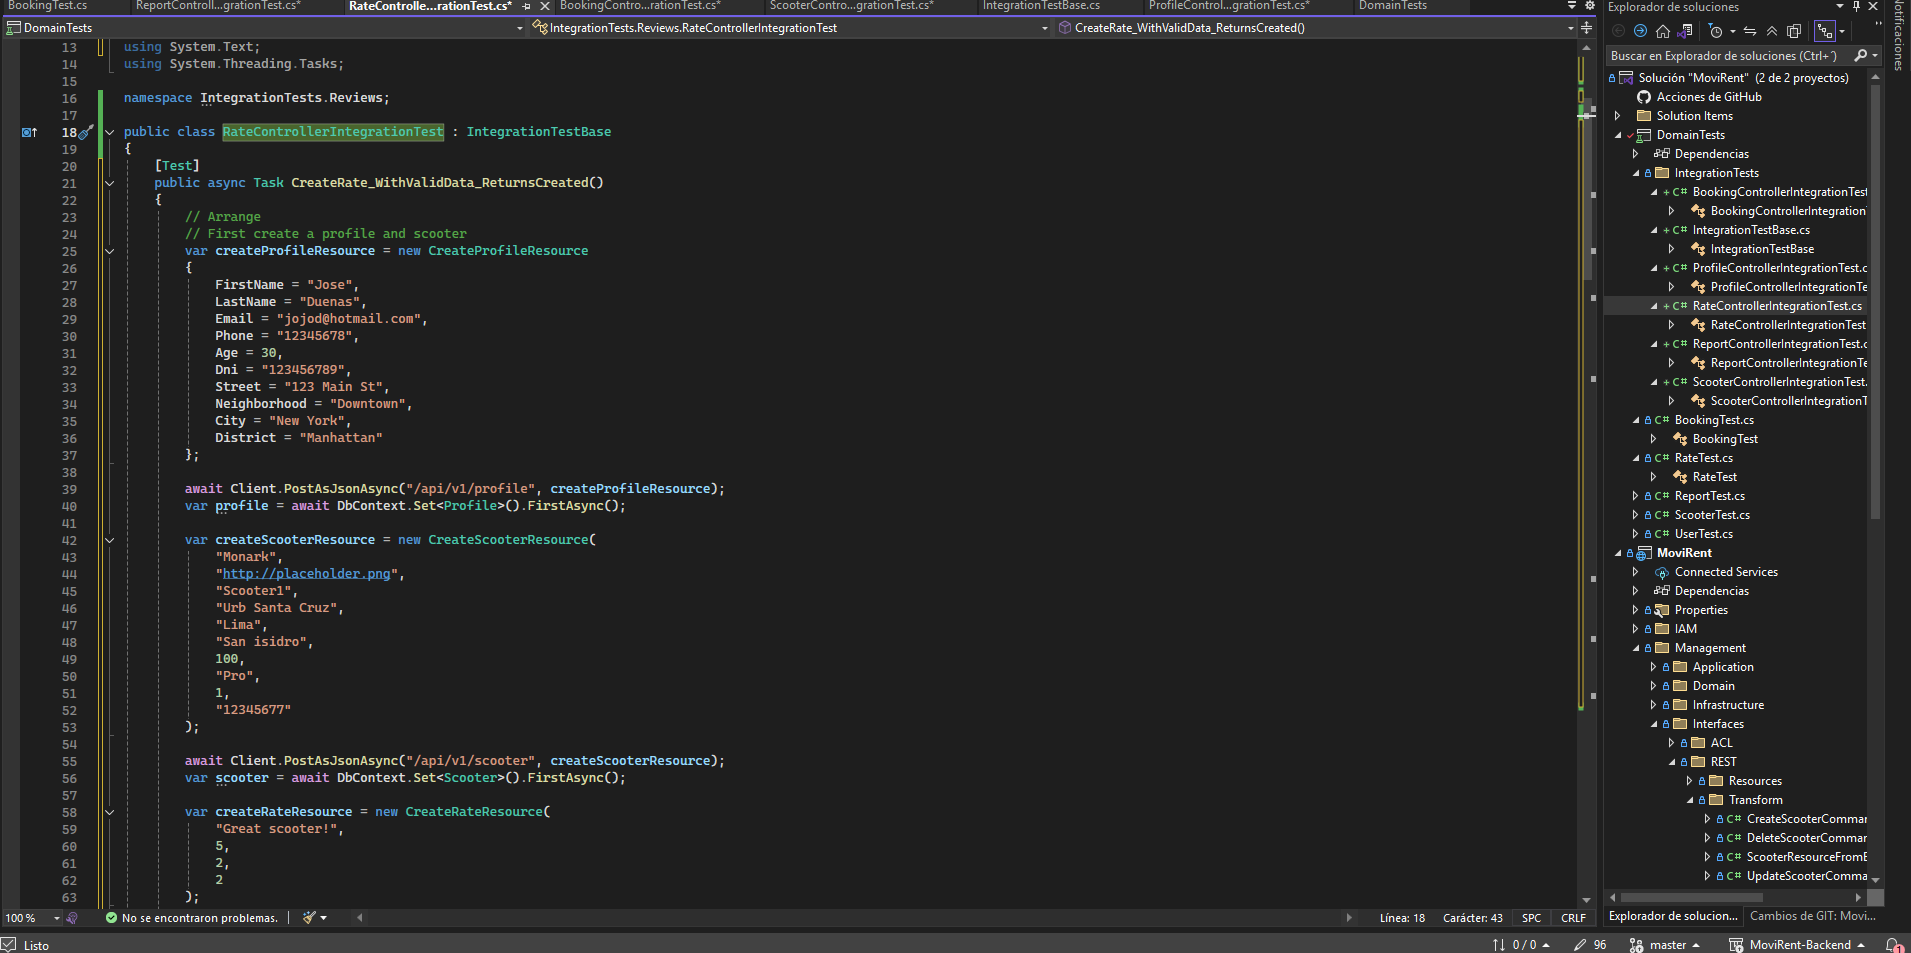 BookingTest.cs
ReportControll...grationTest.cs*
RateControlle...rationTest.cs*
BookingContro...rationTest.cs*
ScooterContro...grationTest.cs*
IntegrationTestBase.cs
ProfileControl...grationTest.cs*
DomainTests
DomainTests
IntegrationTests.Reviews.RateControllerIntegrationTest
CreateRate_WithValidData_ReturnsCreated()
13 using System.Text;
14 using System.Threading.Tasks;
15
16 namespace IntegrationTests.Reviews;
17
18 public class RateControllerIntegrationTest : IntegrationTestBase
19 {
20 [Test]
21 public async Task CreateRate_WithValidData_ReturnsCreated()
22 {
23 // Arrange
24 // First create a profile and scooter
25 var createProfileResource = new CreateProfileResource
26 {
27 FirstName = "Jose",
28 LastName = "Duenas",
29 Email = "jojod@hotmail.com",
30 Phone = "12345678",
31 Age = 30,
32 Dni = "123456789",
33 Street = "123 Main St",
34 Neighborhood = "Downtown",
35 City = "New York",
36 District = "Manhattan"
37 };
38
39 await Client.PostAsJsonAsync("/api/v1/profile", createProfileResource);
40 var profile = await DbContext.Set<Profile>().FirstAsync();
41
42 var createScooterResource = new CreateScooterResource(
43 "Monark",
44 "http://placeholder.png",
45 "Scooter1",
46 "Urb Santa Cruz",
47 "Lima",
48 "San isidro",
49 100,
50 "Pro",
51 1,
52 "12345677"
53 );
54
55 await Client.PostAsJsonAsync("/api/v1/scooter", createScooterResource);
56 var scooter = await DbContext.Set<Scooter>().FirstAsync();
57
58 var createRateResource = new CreateRateResource(
59 "Great scooter!",
60 5,
61 2,
62 2
63 );
100 %
No se encontraron problemas.
Línea: 18
Carácter: 43
SPC
CRLF
Explorador de soluciones
Buscar en Explorador de soluciones (Ctrl+¨)
Solución "MoviRent" (2 de 2 proyectos)
Acciones de GitHub
Solution Items
DomainTests
Dependencias
IntegrationTests
C# BookingControllerIntegrationTest
BookingControllerIntegration
C# IntegrationTestBase.cs
IntegrationTestBase
C# ProfileControllerIntegrationTest.c
ProfileControllerIntegrationTe
C# RateControllerIntegrationTest.cs
RateControllerIntegrationTest
C# ReportControllerIntegrationTest.c
ReportControllerIntegrationTe
C# ScooterControllerIntegrationTest.
ScooterControllerIntegrationT
C# BookingTest.cs
BookingTest
C# RateTest.cs
RateTest
C# ReportTest.cs
C# ScooterTest.cs
C# UserTest.cs
MoviRent
Connected Services
Dependencias
Properties
IAM
Management
Application
Domain
Infrastructure
Interfaces
ACL
REST
Resources
Transform
C# CreateScooterComman
C# DeleteScooterComman
C# ScooterResourceFromE
C# UpdateScooterComma
Explorador de solucion...
Cambios de GIT: Movi...
Notificaciones
Listo
0 / 0
96
master
MoviRent-Backend
1